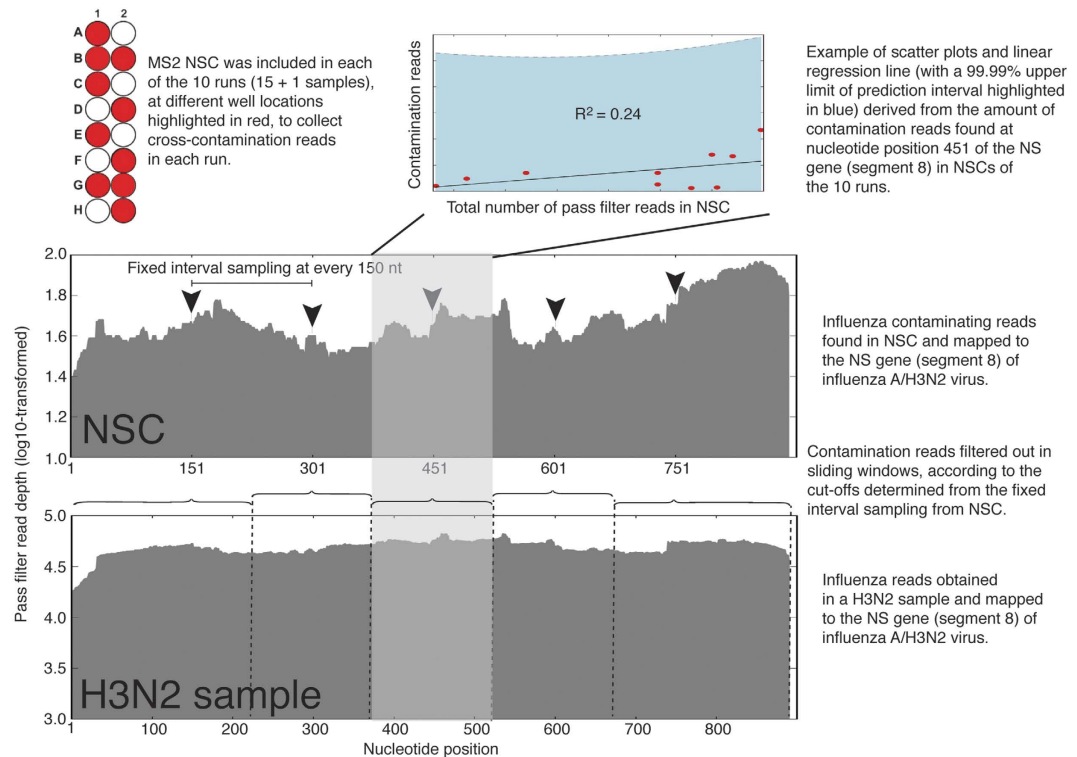 1 2
A
B
C
D
E
F
G
H
MS2 NSC was included in each
of the 10 runs (15 + 1 samples),
at different well locations
highlighted in red, to collect
cross-contamination reads
in each run.
Contamination reads
R² = 0.24
Total number of pass filter reads in NSC
Example of scatter plots and linear
regression line (with a 99.99% upper
limit of prediction interval highlighted
in blue) derived from the amount of
contamination reads found at
nucleotide position 451 of the NS
gene (segment 8) in NSCs of
the 10 runs.
Pass filter read depth (log10-transformed)
2.0
1.8
1.6
1.4
1.2
1.0
Fixed interval sampling at every 150 nt
NSC
1 151 301 451 601 751
Influenza contaminating reads
found in NSC and mapped to
the NS gene (segment 8) of
influenza A/H3N2 virus.
Contamination reads filtered out in
sliding windows, according to the
cut-offs determined from the fixed
interval sampling from NSC.
5.0
4.5
4.0
3.5
3.0
H3N2 sample
1 100 200 300 400 500 600 700 800
Nucleotide position
Influenza reads obtained
in a H3N2 sample and mapped
to the NS gene (segment 8) of
influenza A/H3N2 virus.